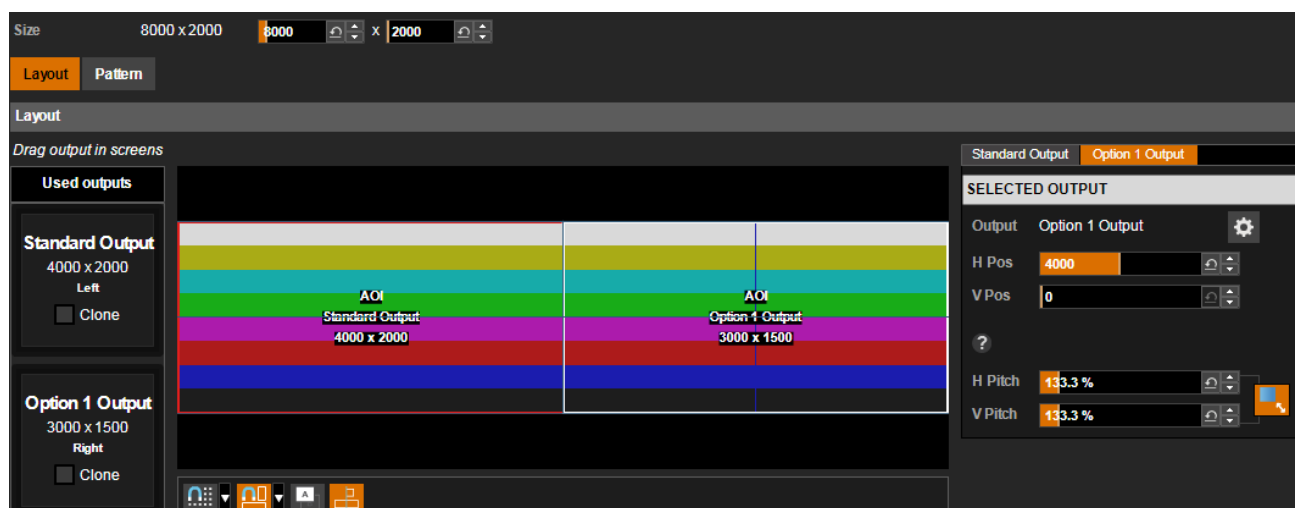 Size 8000 x 2000 8000 x 2000
Layout Pattern
Layout
Drag output in screens
Used outputs
Standard Output
4000 x 2000
Left
Clone
Option 1 Output
3000 x 1500
Right
Clone
AOI
Standard Output
4000 x 2000
AOI
Option 1 Output
3000 x 1500
A
Standard Output Option 1 Output
SELECTED OUTPUT
Output Option 1 Output
H Pos 4000
V Pos 0
?
H Pitch 133.3 %
V Pitch 133.3 %